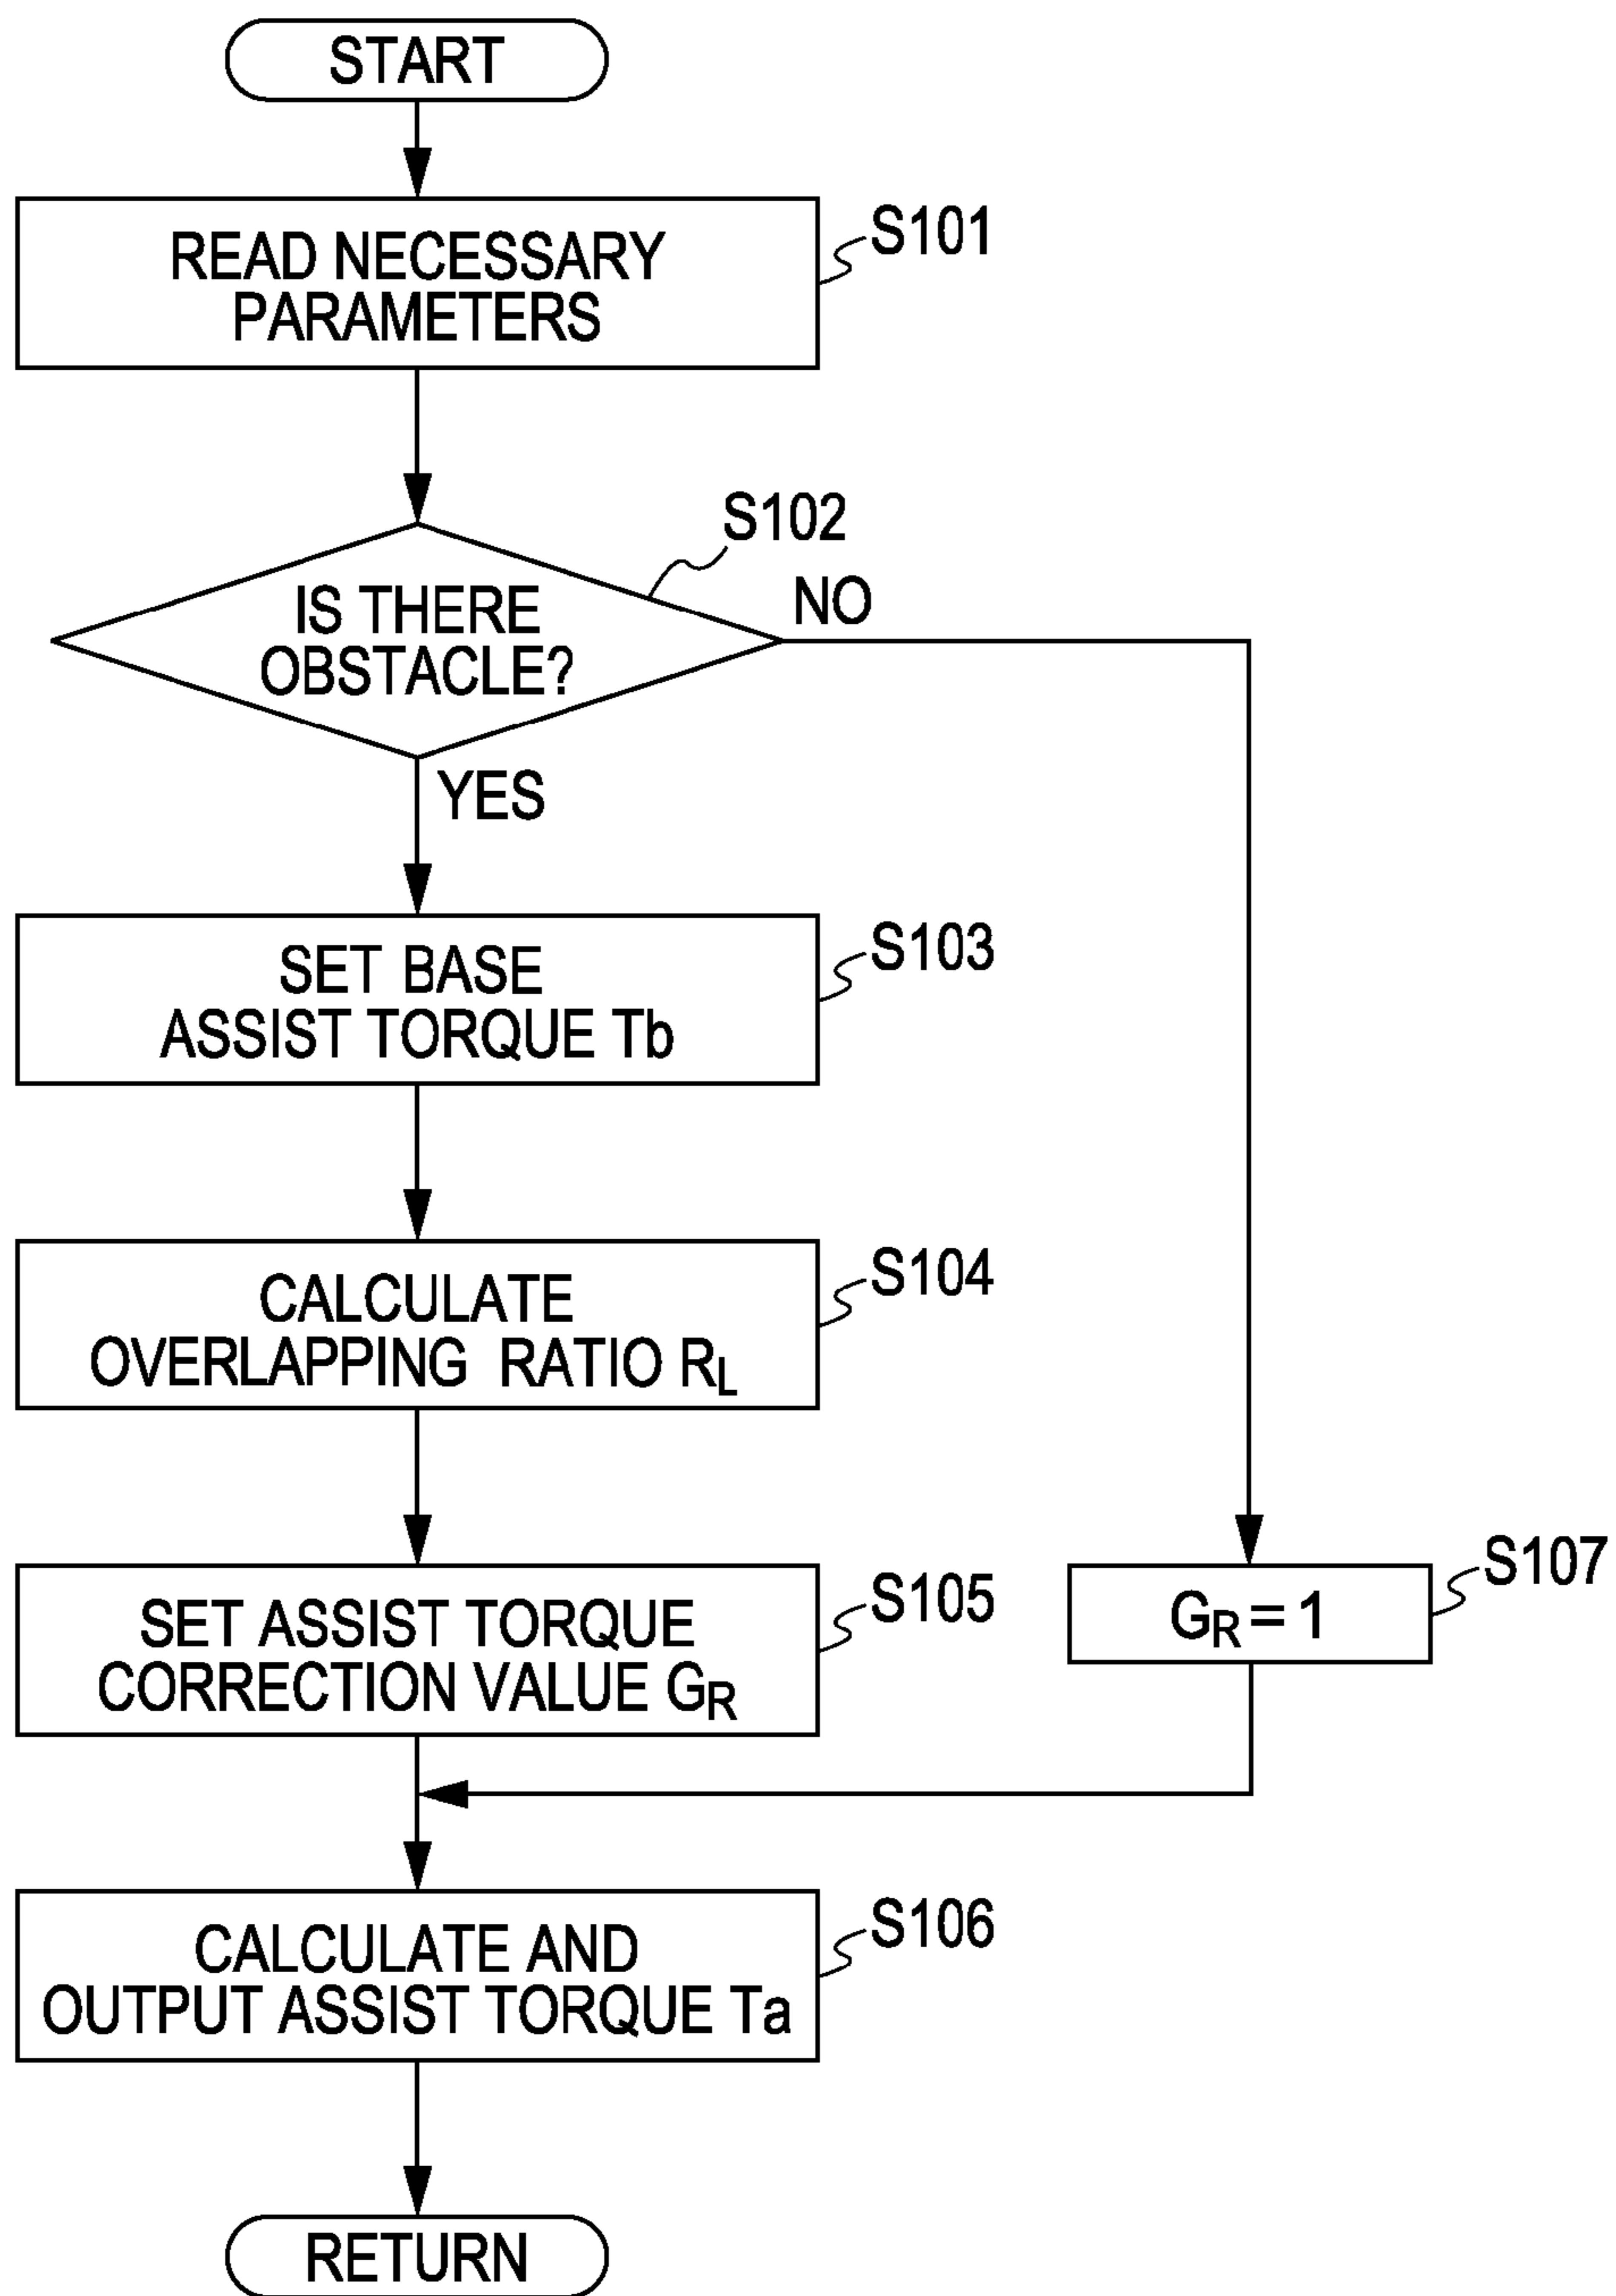 START
READ NECESSARY
PARAMETERS
S101
S102
IS THERE
OBSTACLE?
NO
YES
SET BASE
ASSIST TORQUE Tb
S103
CALCULATE
OVERLAPPING RATIO RL
S104
SET ASSIST TORQUE
CORRECTION VALUE GR
S105
GR = 1
S107
CALCULATE AND
OUTPUT ASSIST TORQUE Ta
S106
RETURN